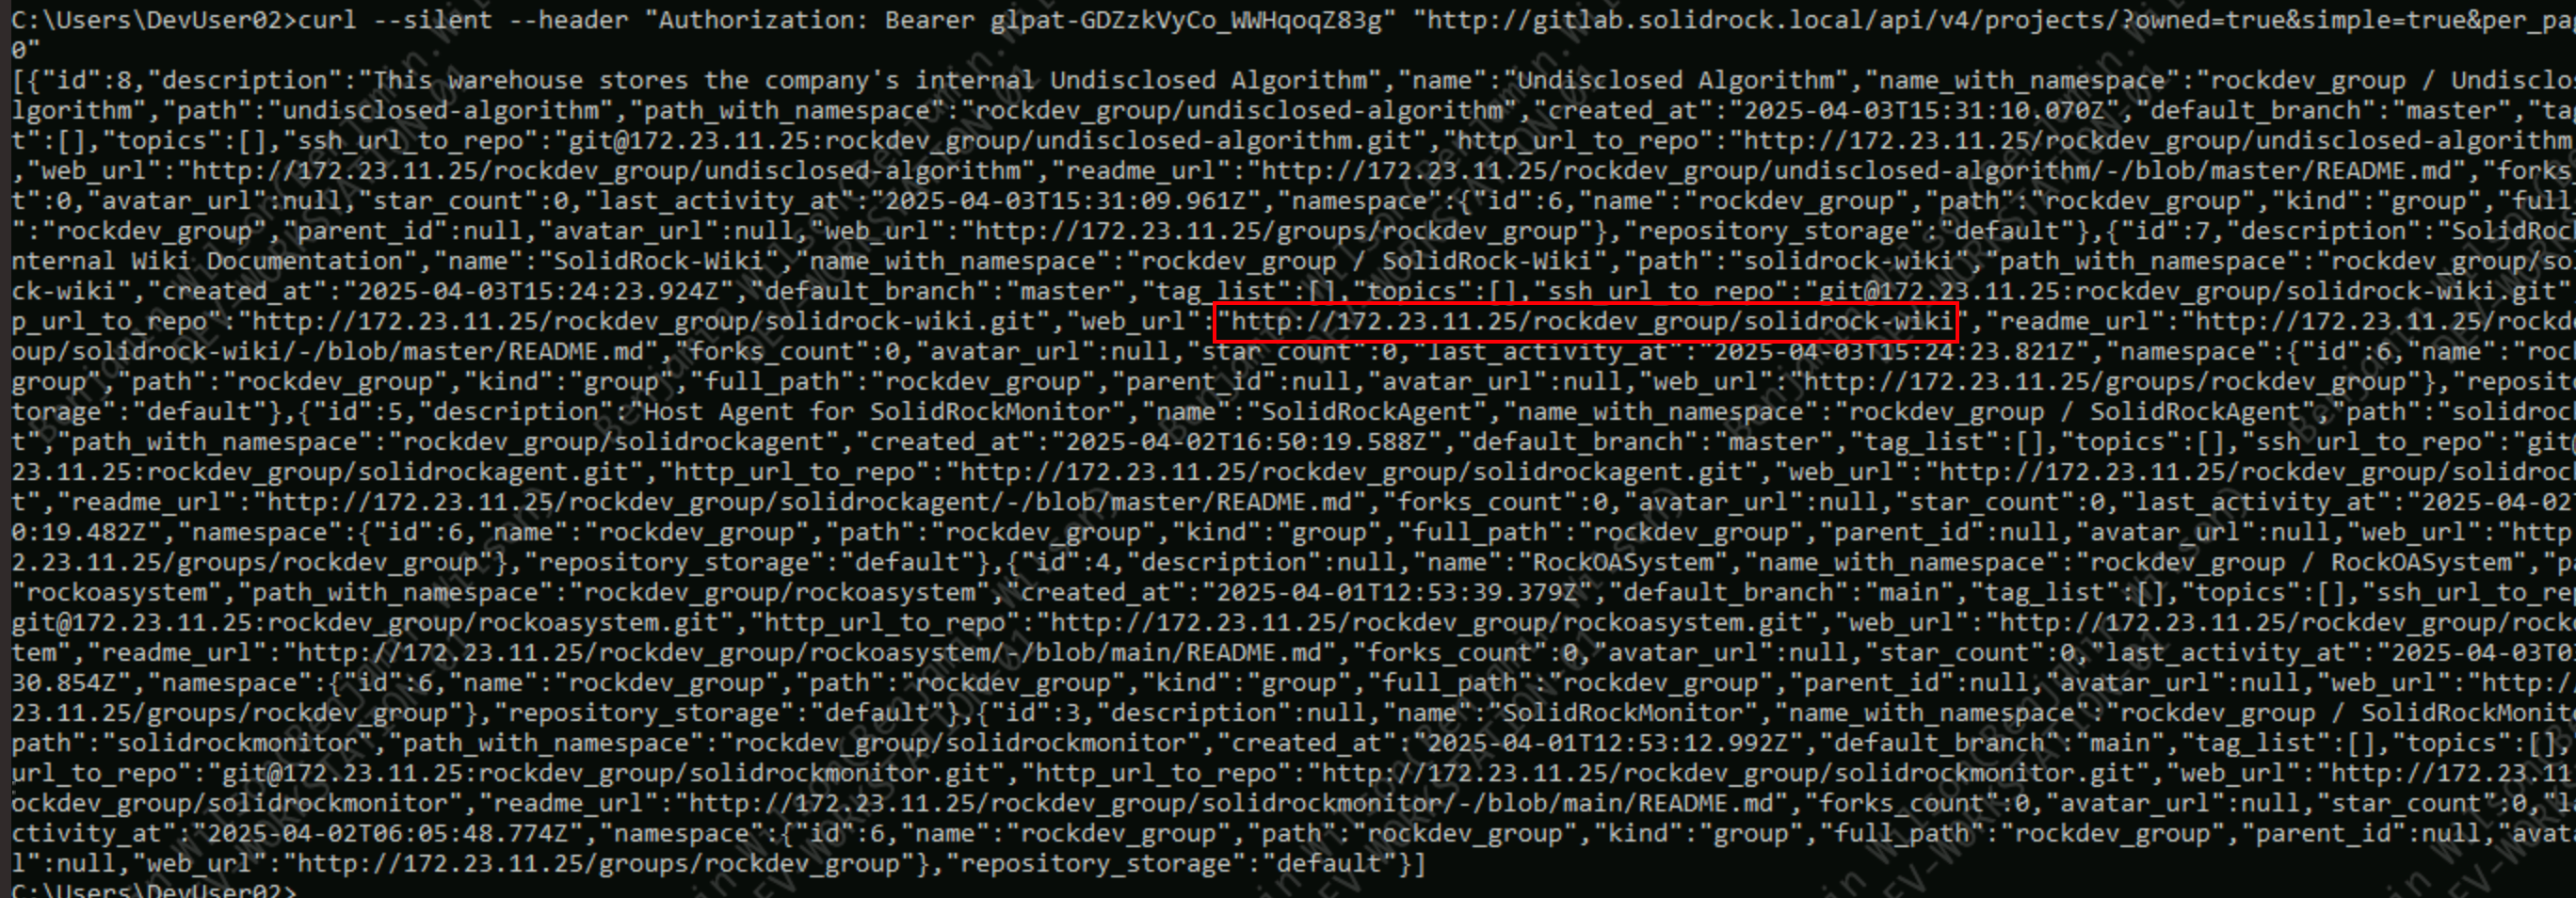 C:\Users\DevUser02>curl --silent --header "Authorization: Bearer glpat-GDZzkVyCo_WWHqoqZ83g" "http://gitlab.solidrock.local/api/v4/projects/?owned=true&simple=true&per_pag
0"
[{"id":8,"description":"This warehouse stores the company's internal Undisclosed Algorithm","name":"Undisclosed Algorithm","name_with_namespace":"rockdev_group / Undisclos
lgorithm","path":"undisclosed-algorithm","path_with_namespace":"rockdev_group/undisclosed-algorithm","created_at":"2025-04-03T15:31:10.070Z","default_branch":"master","tag
t":[],"topics":[],"ssh_url_to_repo":"git@172.23.11.25:rockdev_group/undisclosed-algorithm.git","http_url_to_repo":"http://172.23.11.25/rockdev_group/undisclosed-algorithm
,"web_url":"http://172.23.11.25/rockdev_group/undisclosed-algorithm","readme_url":"http://172.23.11.25/rockdev_group/undisclosed-algorithm/-/blob/master/README.md","forks_
t":0,"avatar_url":null,"star_count":0,"last_activity_at":"2025-04-03T15:31:09.961Z","namespace":{"id":6,"name":"rockdev_group","path":"rockdev_group","kind":"group","full
":"rockdev_group","parent_id":null,"avatar_url":null,"web_url":"http://172.23.11.25/groups/rockdev_group"},"repository_storage":"default"},{"id":7,"description":"SolidRock
nternal Wiki Documentation","name":"SolidRock-Wiki","name_with_namespace":"rockdev_group / SolidRock-Wiki","path":"solidrock-wiki","path_with_namespace":"rockdev_group/sol
ck-wiki","created_at":"2025-04-03T15:24:23.924Z","default_branch":"master","tag_list":[],"topics":[],"ssh_url_to_repo":"git@172.23.11.25:rockdev_group/solidrock-wiki.git"
p_url_to_repo":"http://172.23.11.25/rockdev_group/solidrock-wiki.git","web_url":"http://172.23.11.25/rockdev_group/solidrock-wiki","readme_url":"http://172.23.11.25/rockde
oup/solidrock-wiki/-/blob/master/README.md","forks_count":0,"avatar_url":null,"star_count":0,"last_activity_at":"2025-04-03T15:24:23.821Z","namespace":{"id":6,"name":"rock
group","path":"rockdev_group","kind":"group","full_path":"rockdev_group","parent_id":null,"avatar_url":null,"web_url":"http://172.23.11.25/groups/rockdev_group"},"reposito
torage":"default"},{"id":5,"description":"Host Agent for SolidRockMonitor","name":"SolidRockAgent","name_with_namespace":"rockdev_group / SolidRockAgent","path":"solidrock
t","path_with_namespace":"rockdev_group/solidrockagent","created_at":"2025-04-02T16:50:19.588Z","default_branch":"master","tag_list":[],"topics":[],"ssh_url_to_repo":"git@
23.11.25:rockdev_group/solidrockagent.git","http_url_to_repo":"http://172.23.11.25/rockdev_group/solidrockagent.git","web_url":"http://172.23.11.25/rockdev_group/solidrock
t","readme_url":"http://172.23.11.25/rockdev_group/solidrockagent/-/blob/master/README.md","forks_count":0,"avatar_url":null,"star_count":0,"last_activity_at":"2025-04-02
0:19.482Z","namespace":{"id":6,"name":"rockdev_group","path":"rockdev_group","kind":"group","full_path":"rockdev_group","parent_id":null,"avatar_url":null,"web_url":"http
2.23.11.25/groups/rockdev_group"},"repository_storage":"default"},{"id":4,"description":null,"name":"RockOASystem","name_with_namespace":"rockdev_group / RockOASystem","pa
"rockoasystem","path_with_namespace":"rockdev_group/rockoasystem","created_at":"2025-04-01T12:53:39.379Z","default_branch":"main","tag_list":[],"topics":[],"ssh_url_to_rep
git@172.23.11.25:rockdev_group/rockoasystem.git","http_url_to_repo":"http://172.23.11.25/rockdev_group/rockoasystem.git","web_url":"http://172.23.11.25/rockdev_group/rocko
tem","readme_url":"http://172.23.11.25/rockdev_group/rockoasystem/-/blob/main/README.md","forks_count":0,"avatar_url":null,"star_count":0,"last_activity_at":"2025-04-03T0
30.854Z","namespace":{"id":6,"name":"rockdev_group","path":"rockdev_group","kind":"group","full_path":"rockdev_group","parent_id":null,"avatar_url":null,"web_url":"http:/
23.11.25/groups/rockdev_group"},"repository_storage":"default"},{"id":3,"description":null,"name":"SolidRockMonitor","name_with_namespace":"rockdev_group / SolidRockMonito
path":"solidrockmonitor","path_with_namespace":"rockdev_group/solidrockmonitor","created_at":"2025-04-01T12:53:12.992Z","default_branch":"main","tag_list":[],"topics":[],
url_to_repo":"git@172.23.11.25:rockdev_group/solidrockmonitor.git","http_url_to_repo":"http://172.23.11.25/rockdev_group/solidrockmonitor.git","web_url":"http://172.23.11
ockdev_group/solidrockmonitor","readme_url":"http://172.23.11.25/rockdev_group/solidrockmonitor/-/blob/main/README.md","forks_count":0,"avatar_url":null,"star_count":0,"la
ctivity_at":"2025-04-02T06:05:48.774Z","namespace":{"id":6,"name":"rockdev_group","path":"rockdev_group","kind":"group","full_path":"rockdev_group","parent_id":null,"avat
l":null,"web_url":"http://172.23.11.25/groups/rockdev_group"},"repository_storage":"default"}]
C:\Users\DevUser02>